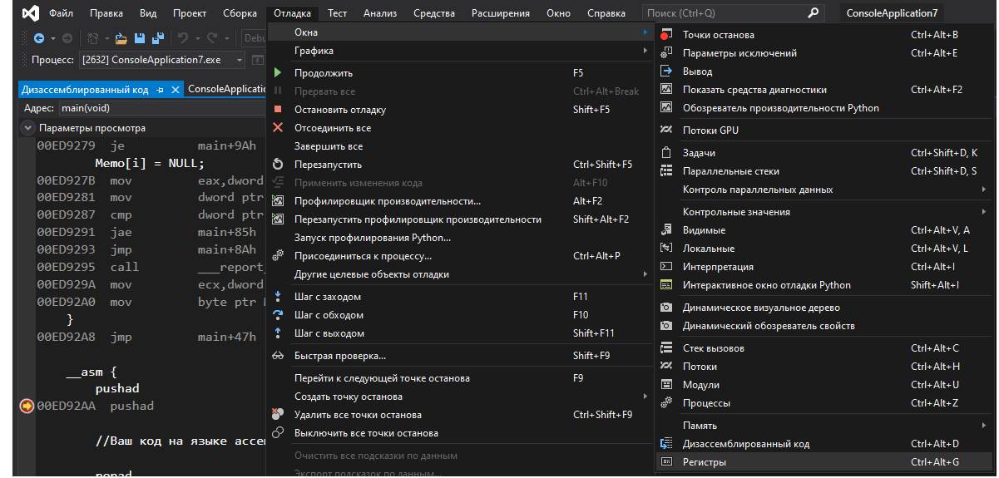 Файл Правка Вид Проект Сборка Отладка Тест Анализ Средства Расширения Окно Справка Поиск (Ctrl+Q) ConsoleApplication7
Процесс: [2632] ConsoleApplication7.exe
Дизассемблированный код ConsoleApplicatio
Адрес: main(void)
Параметры просмотра
00ED9279 je main+9Ah
Memo[i] = NULL;
00ED927B mov eax,dword
00ED9281 mov dword ptr
00ED9287 cmp dword ptr
00ED9291 jae main+85h
00ED9293 jmp main+8Ah
00ED9295 call ___report_
00ED929A mov ecx,dword
00ED92A0 mov byte ptr
}
00ED92A8 jmp main+47h
__asm {
pushad
00ED92AA pushad
//Ваш код на языке ассе
popad
Окна
Графика
Продолжить F5
Прервать все Ctrl+Alt+Break
Остановить отладку Shift+F5
Отсоединить все
Завершить все
Перезапустить Ctrl+Shift+F5
Применить изменения кода Alt+F10
Профилировщик производительности... Alt+F2
Перезапустить профилировщик производительности Shift+Alt+F2
Запуск профилирования Python...
Присоединиться к процессу... Ctrl+Alt+P
Другие целевые объекты отладки
Шаг с заходом F11
Шаг с обходом F10
Шаг с выходом Shift+F11
Быстрая проверка... Shift+F9
Перейти к следующей точке останова F9
Создать точку останова
Удалить все точки останова Ctrl+Shift+F9
Выключить все точки останова
Очистить все подсказки по данным
Экспорт подсказок по данным...
Точки останова Ctrl+Alt+B
Параметры исключений Ctrl+Alt+E
Вывод
Показать средства диагностики Ctrl+Alt+F2
Обозреватель производительности Python
Потоки GPU
Задачи Ctrl+Shift+D, K
Параллельные стеки Ctrl+Shift+D, S
Контроль параллельных данных
Контрольные значения
Видимые Ctrl+Alt+V, A
Локальные Ctrl+Alt+V, L
Интерпретация Ctrl+Alt+I
Интерактивное окно отладки Python Shift+Alt+I
Динамическое визуальное дерево
Динамический обозреватель свойств
Стек вызовов Ctrl+Alt+C
Потоки Ctrl+Alt+H
Модули Ctrl+Alt+U
Процессы Ctrl+Alt+Z
Память
Дизассемблированный код Ctrl+Alt+D
Регистры Ctrl+Alt+G